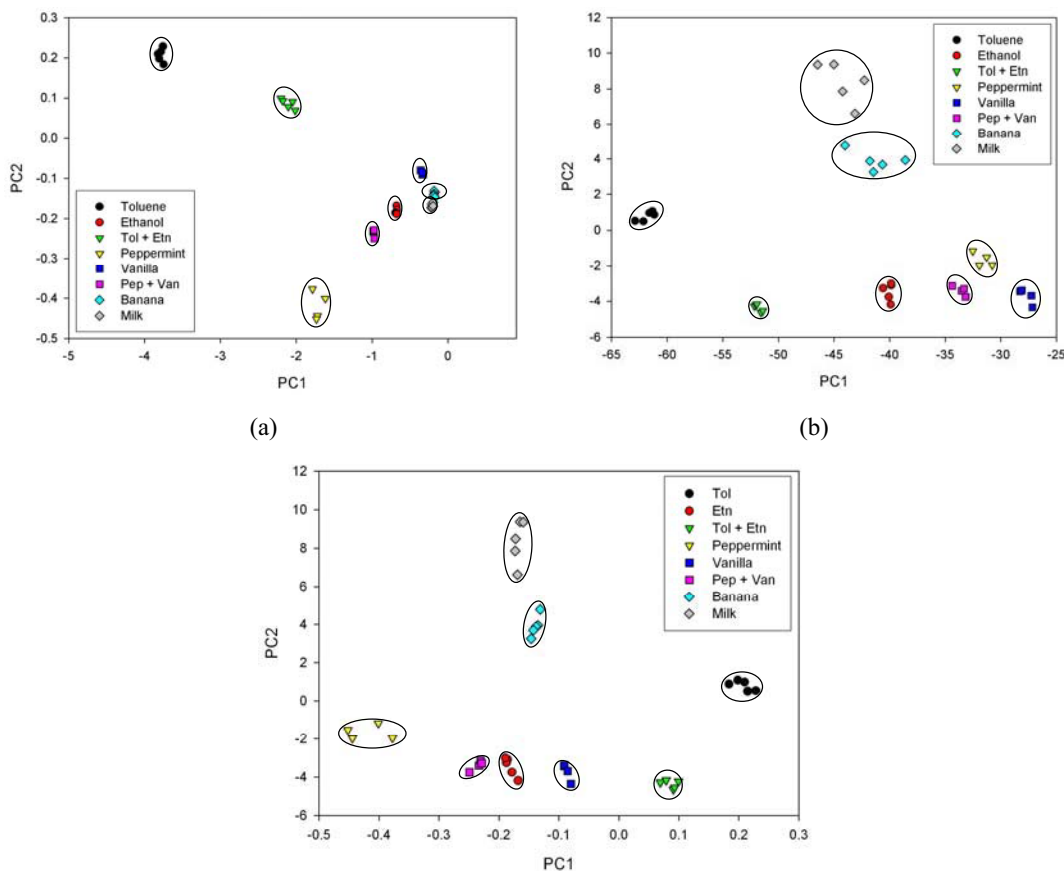 0.3
0.2
0.1
0.0
-0.1
-0.2
-0.3
-0.4
-0.5
PC2
Toluene
Ethanol
Tol + Etn
Peppermint
Vanilla
Pep + Van
Banana
Milk
-5 -4 -3 -2 -1 0
PC1
(a)
12
10
8
6
4
2
0
-2
-4
-6
PC2
Toluene
Ethanol
Tol + Etn
Peppermint
Vanilla
Pep + Van
Banana
Milk
-65 -60 -55 -50 -45 -40 -35 -30 -25
PC1
(b)
12
10
8
6
4
2
0
-2
-4
-6
PC2
Tol
Etn
Tol + Etn
Peppermint
Vanilla
Pep + Van
Banana
Milk
-0.5 -0.4 -0.3 -0.2 -0.1 0.0 0.1 0.2 0.3
PC1